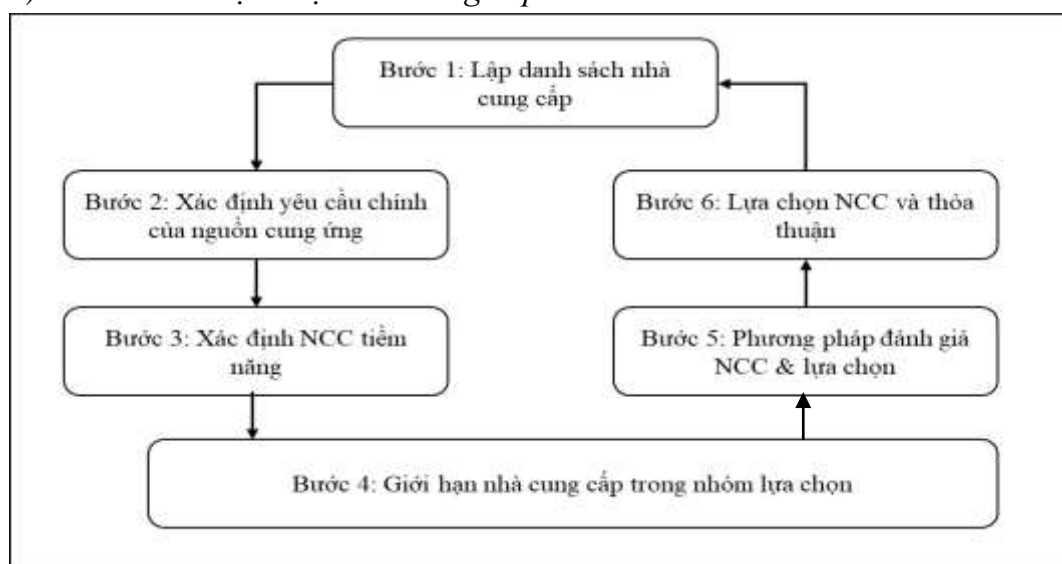 Bước 1: Lập danh sách nhà
cung cấp
Bước 2: Xác định yêu cầu chính
của nguồn cung ứng
Bước 6: Lựa chọn NCC và thỏa
thuận
Bước 3: Xác định NCC tiềm
năng
Bước 5: Phương pháp đánh giá
NCC & lựa chọn
Bước 4: Giới hạn nhà cung cấp trong nhóm lựa chọn